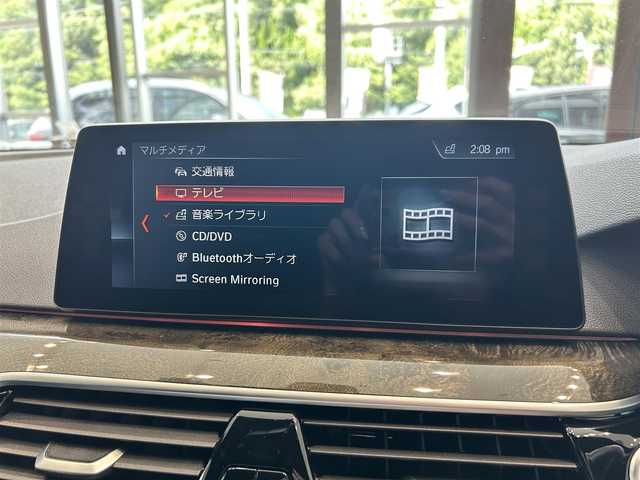 マルチメディア
2:08 pm
交通情報
テレビ
音楽ライブラリ
CD/DVD
Bluetoothオーディオ
Screen Mirroring